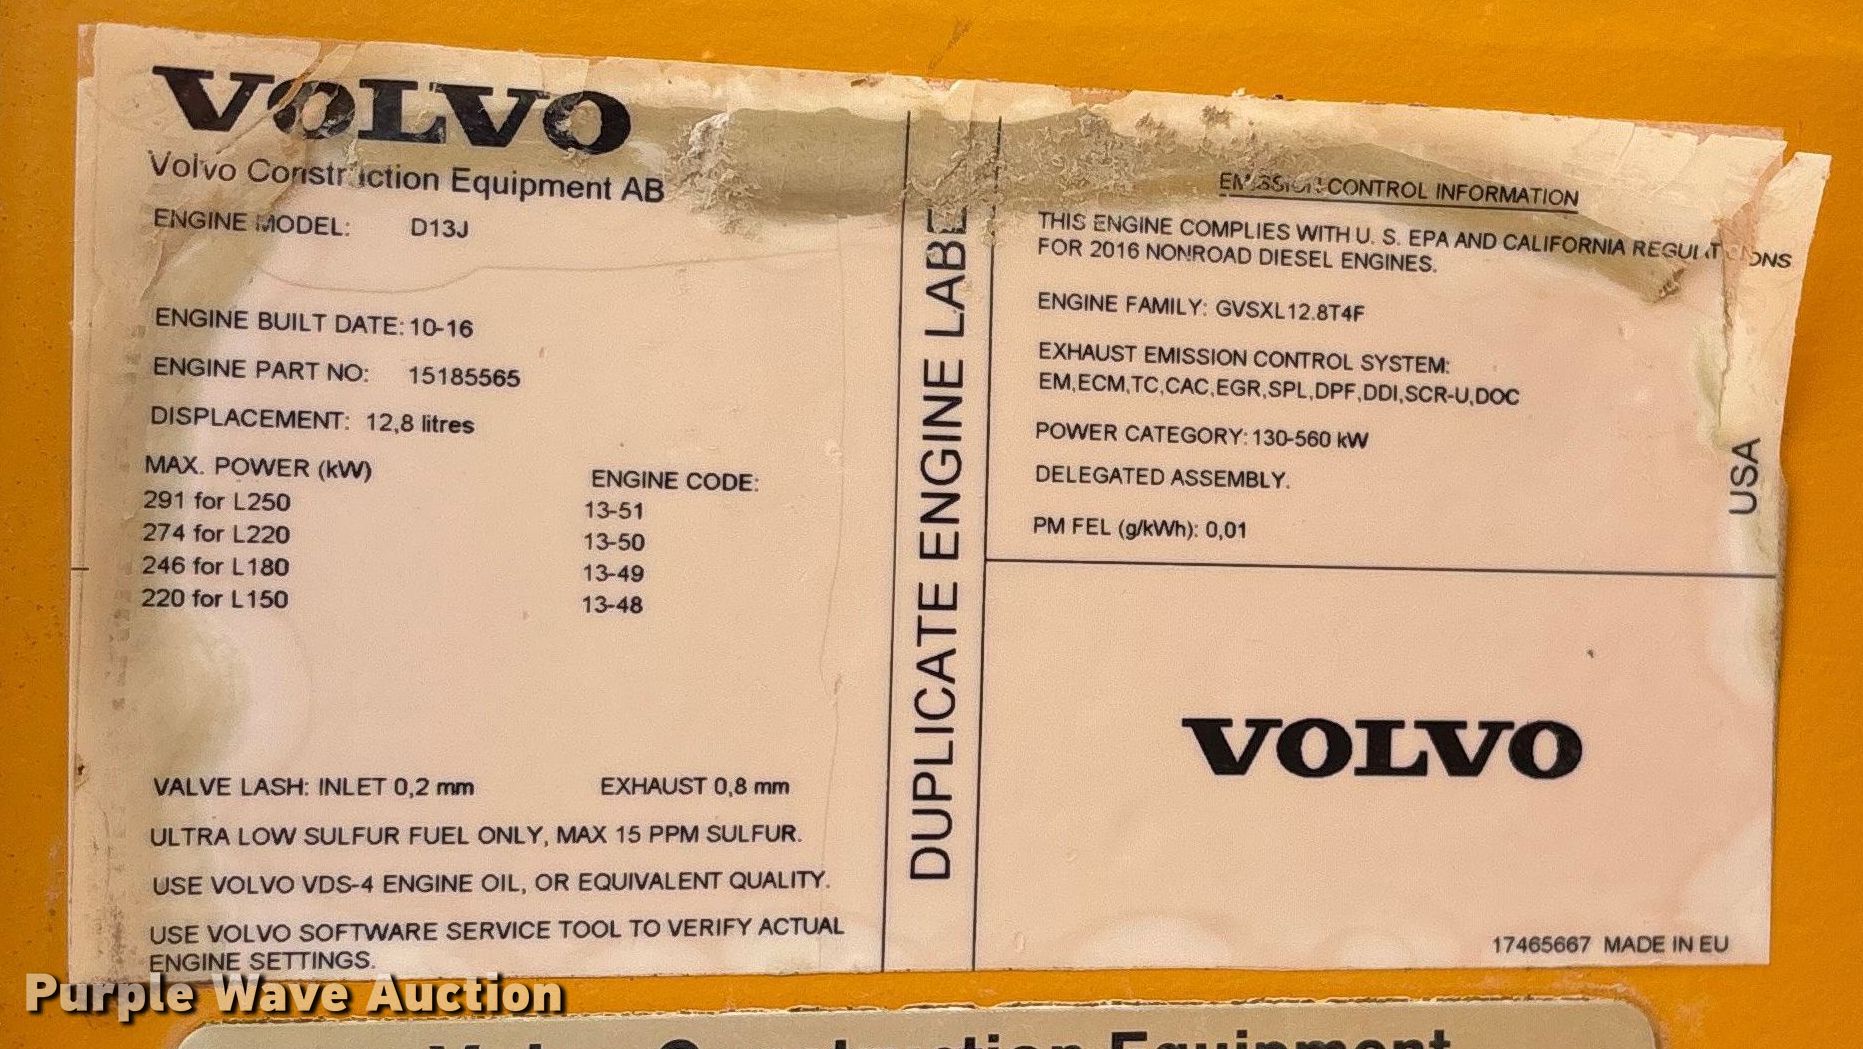 VOLVO
Volvo Construction Equipment AB
ENGINE MODEL: D13J
ENGINE BUILT DATE: 10-16
ENGINE PART NO: 15185565
DISPLACEMENT: 12,8 litres
MAX. POWER (kW) ENGINE CODE:
291 for L250 13-51
274 for L220 13-50
246 for L180 13-49
220 for L150 13-48
VALVE LASH: INLET 0,2 mm EXHAUST 0,8 mm
ULTRA LOW SULFUR FUEL ONLY, MAX 15 PPM SULFUR.
USE VOLVO VDS-4 ENGINE OIL, OR EQUIVALENT QUALITY.
USE VOLVO SOFTWARE SERVICE TOOL TO VERIFY ACTUAL
ENGINE SETTINGS.
DUPLICATE ENGINE LABEL
EMISSION CONTROL INFORMATION
THIS ENGINE COMPLIES WITH U. S. EPA AND CALIFORNIA REGULATIONS
FOR 2016 NONROAD DIESEL ENGINES.
ENGINE FAMILY: GVSXL12.8T4F
EXHAUST EMISSION CONTROL SYSTEM:
EM,ECM,TC,CAC,EGR,SPL,DPF,DDI,SCR-U,DOC
POWER CATEGORY: 130-560 kW
DELEGATED ASSEMBLY.
PM FEL (g/kWh): 0,01
USA
VOLVO
17465667 MADE IN EU
Purple Wave Auction
Volvo Construction Equipment